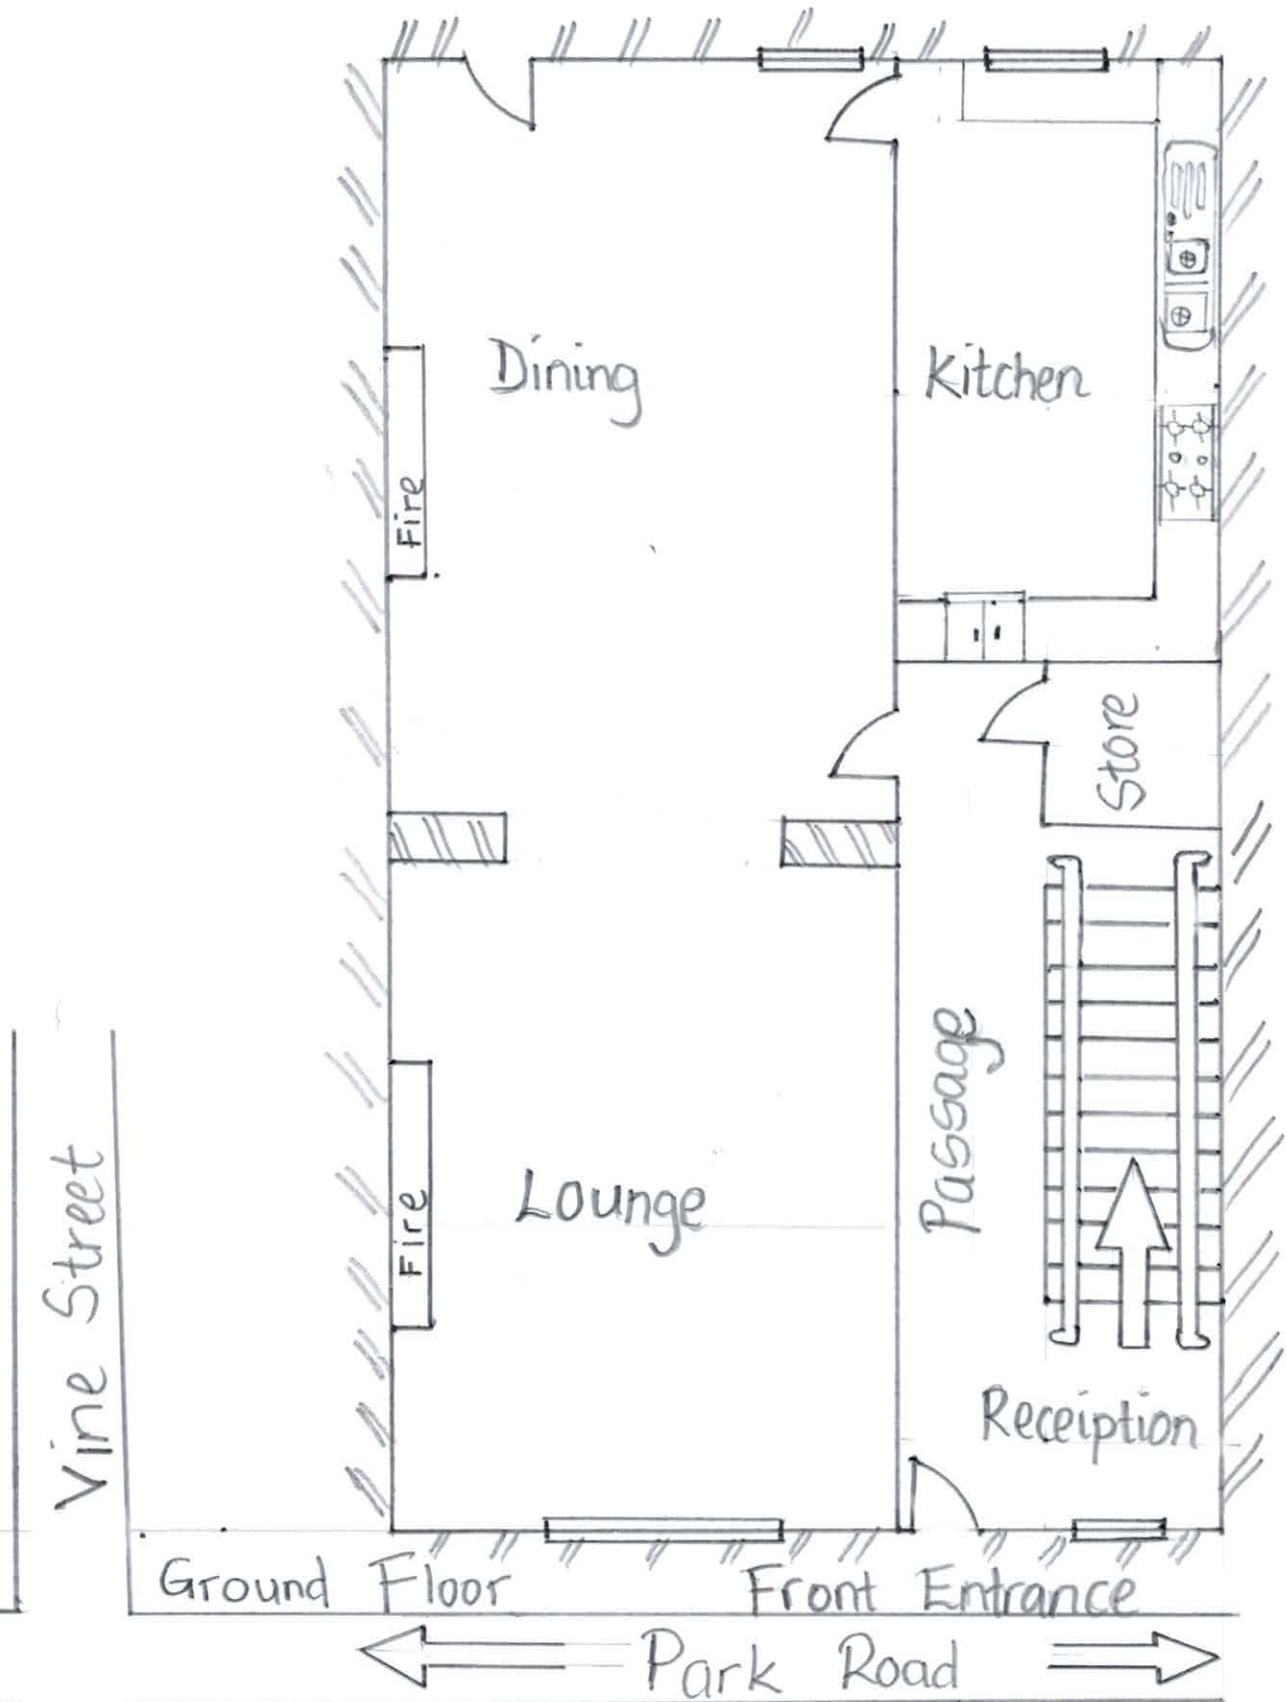 Dining
Kitchen
Fire
Store
Passage
Lounge
Fire
Vine Street
Receiption
Ground Floor
Front Entrance
Park Road